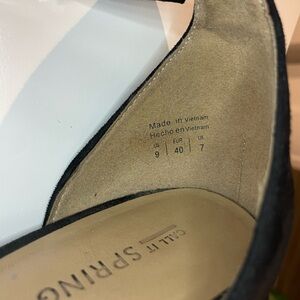 Made in Vietnam
Hecho en Vietnam
US EUR UK
9 40 7
CALL IT
SPRING